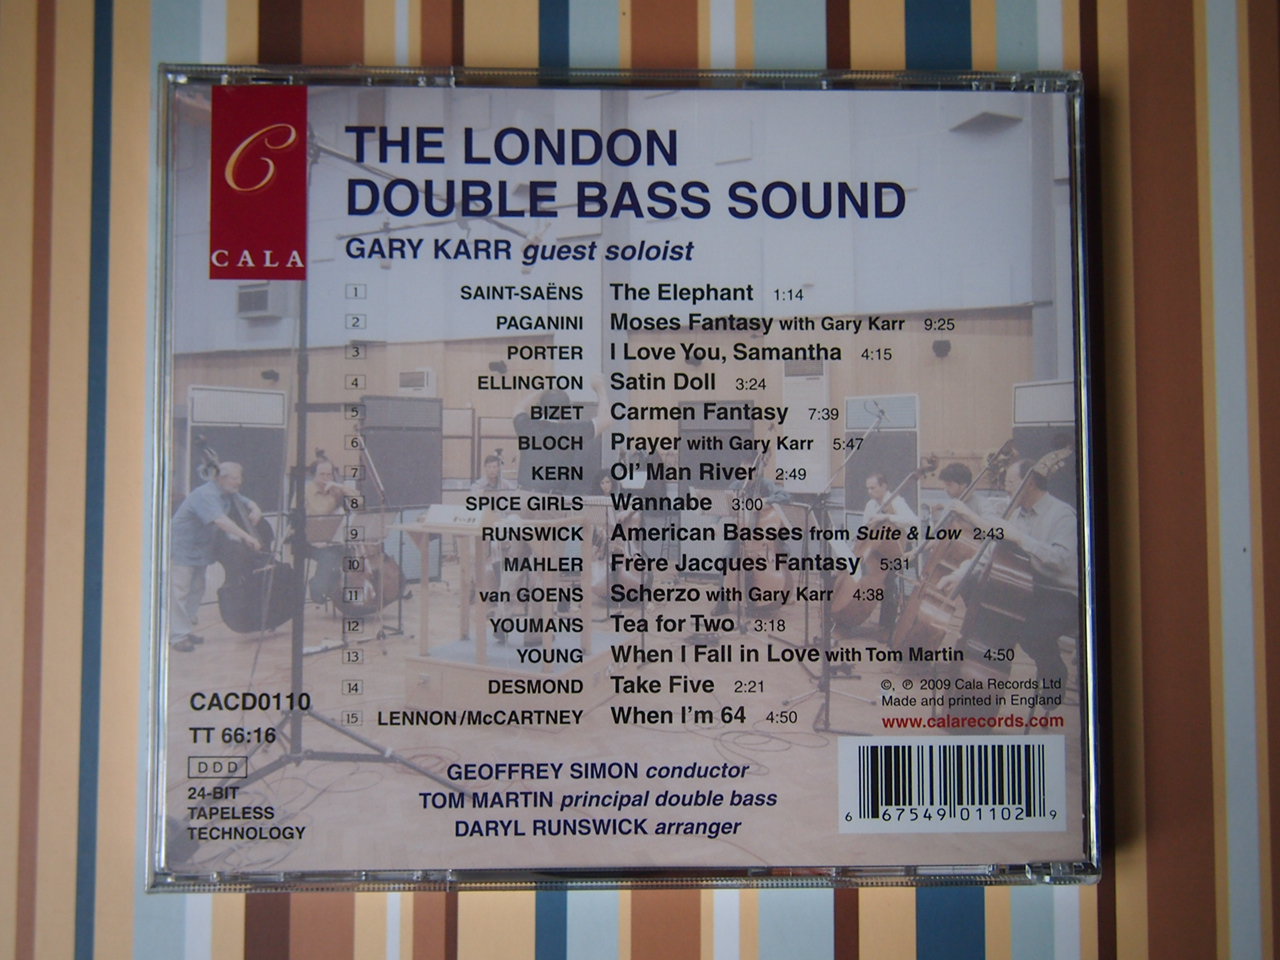 CALA
THE LONDON
DOUBLE BASS SOUND
GARY KARR guest soloist
1 SAINT-SAËNS The Elephant 1:14
2 PAGANINI Moses Fantasy with Gary Karr 9:25
3 PORTER I Love You, Samantha 4:15
4 ELLINGTON Satin Doll 3:24
5 BIZET Carmen Fantasy 7:39
6 BLOCH Prayer with Gary Karr 5:47
7 KERN Ol' Man River 2:49
8 SPICE GIRLS Wannabe 3:00
9 RUNSWICK American Basses from Suite & Low 2:43
10 MAHLER Frère Jacques Fantasy 5:31
11 van GOENS Scherzo with Gary Karr 4:38
12 YOUMANS Tea for Two 3:18
13 YOUNG When I Fall in Love with Tom Martin 4:50
14 DESMOND Take Five 2:21
15 LENNON/McCARTNEY When I'm 64 4:50
©, ℗ 2009 Cala Records Ltd
Made and printed in England
www.calarecords.com
CACD0110
TT 66:16
DDD
24-BIT
TAPELESS
TECHNOLOGY
GEOFFREY SIMON conductor
TOM MARTIN principal double bass
DARYL RUNSWICK arranger
6 67549 01102 9